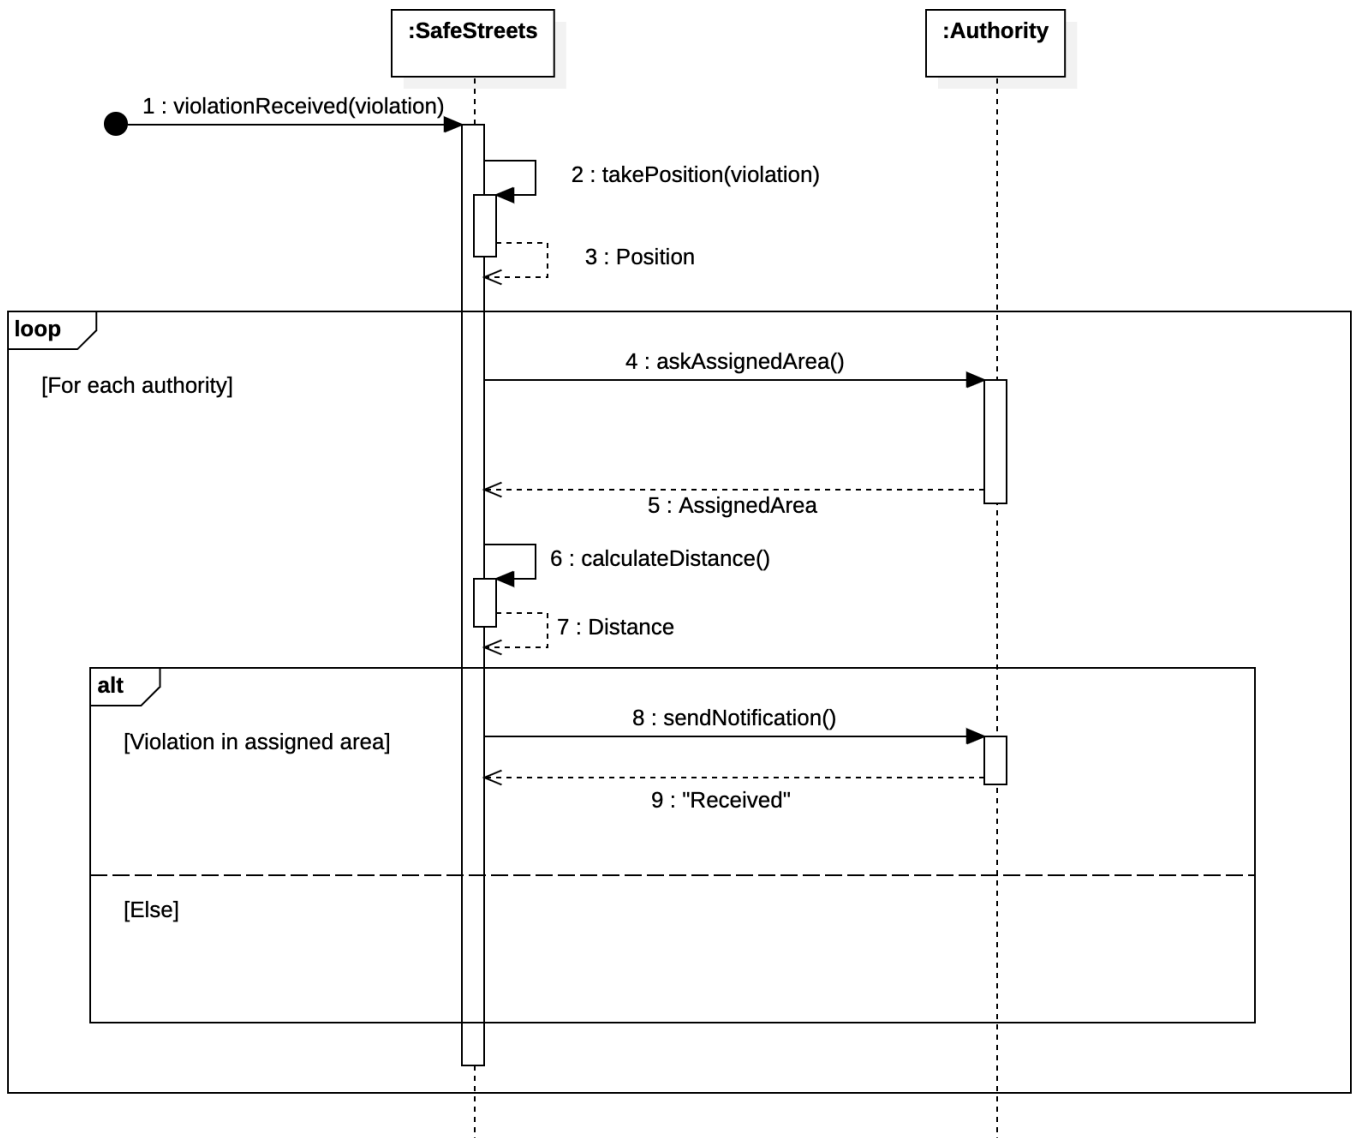 :SafeStreets
:Authority
1 : violationReceived(violation)
2 : takePosition(violation)
3 : Position
loop
4 : askAssignedArea()
[For each authority]
5 : AssignedArea
6 : calculateDistance()
7 : Distance
alt
8 : sendNotification()
[Violation in assigned area]
9 : "Received"
[Else]